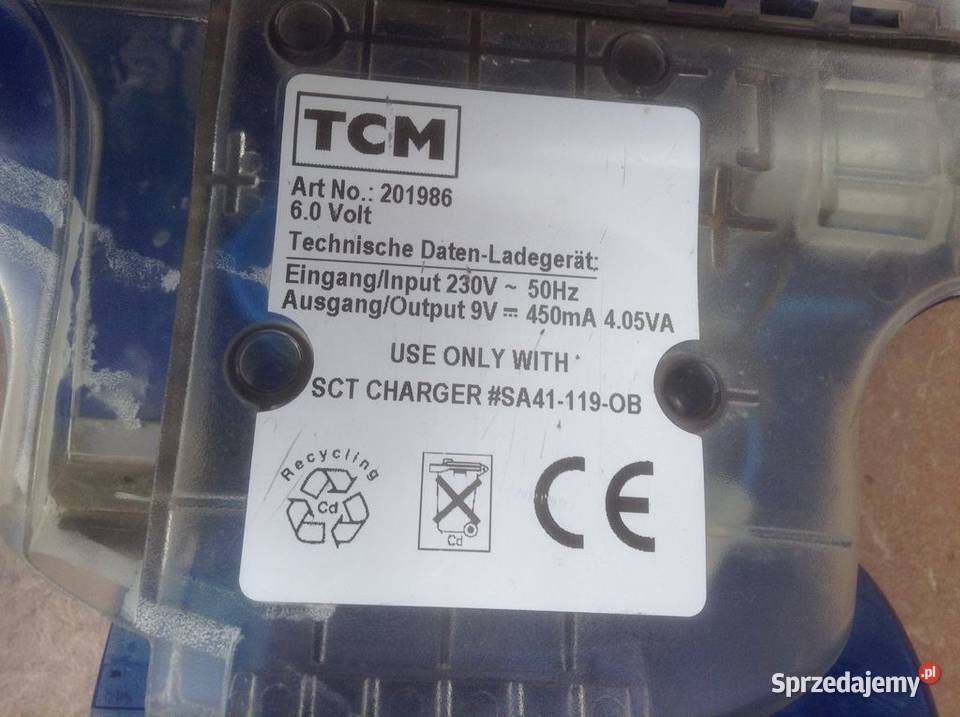 TCM
Art No.: 201986
6.0 Volt
Technische Daten-Ladegerät:
Eingang/Input 230V ~ 50Hz
Ausgang/Output 9V ⎓ 450mA 4.05VA
USE ONLY WITH
SCT CHARGER #SA41-119-OB
Recycling
Cd
Cd
CE
Sprzedajemy.pl